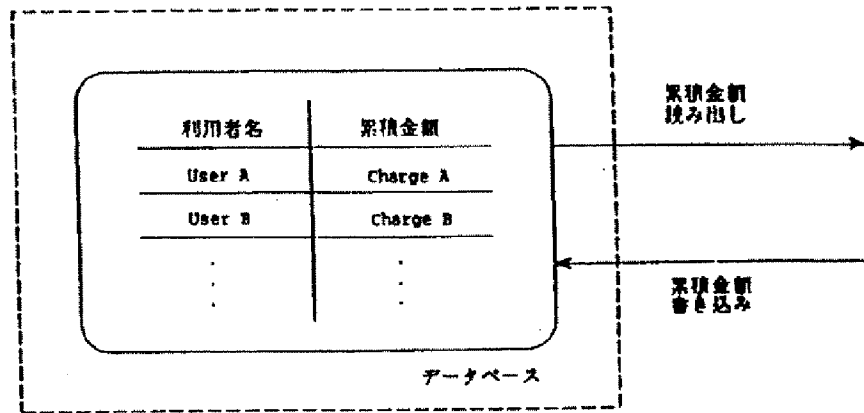 利用者名 累積金額
User A Charge A
User B Charge B
データベース
累積金額
読み出し
累積金額
書き込み